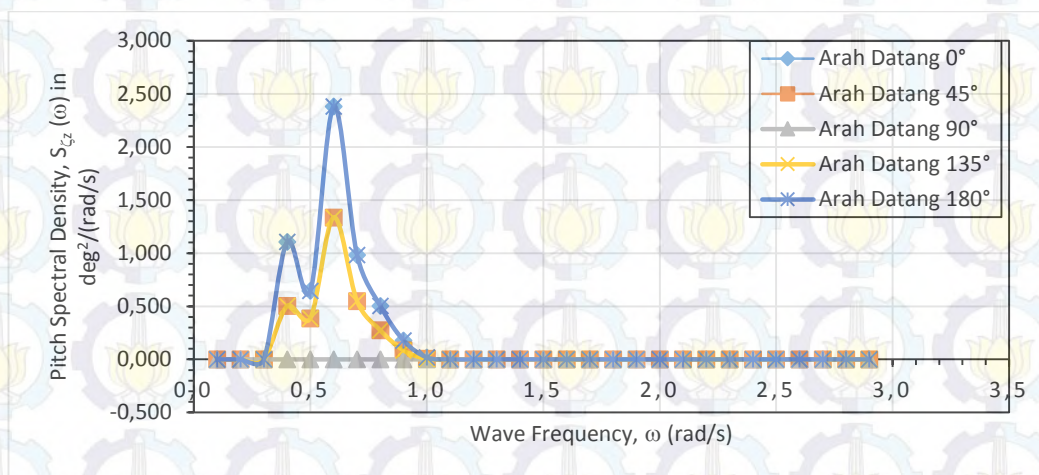 Pitch Spectral Density, Sζz (ω) in
deg²/(rad/s)
3,000
2,500
2,000
1,500
1,000
0,500
0,000
-0,500
0,0
0,5
1,0
1,5
2,0
2,5
3,0
3,5
Wave Frequency, ω (rad/s)
Arah Datang 0°
Arah Datang 45°
Arah Datang 90°
Arah Datang 135°
Arah Datang 180°